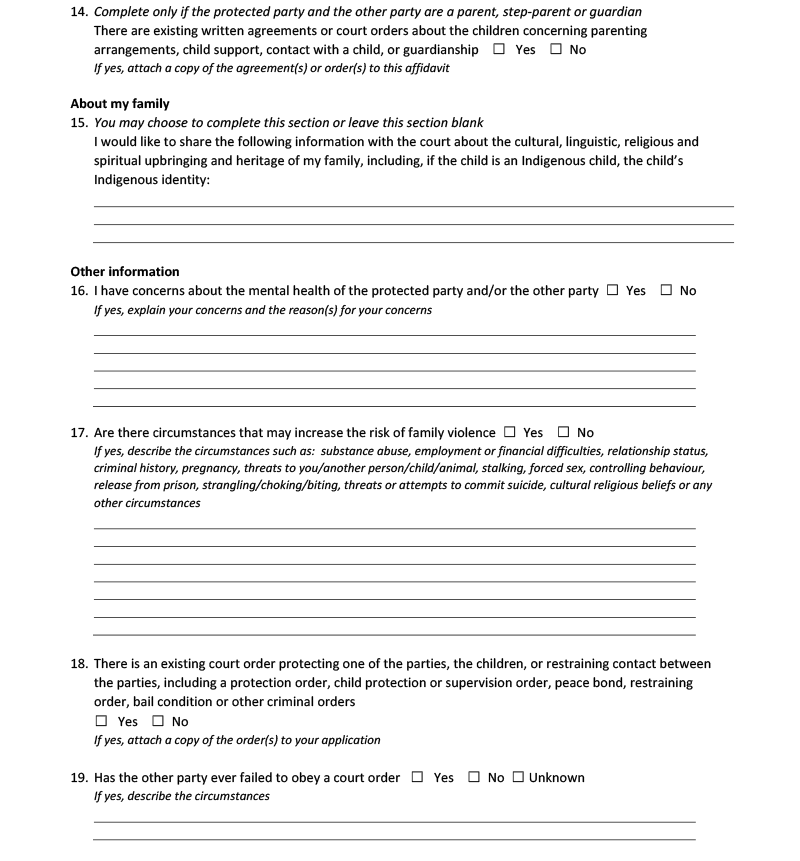 14. Complete only if the protected party and the other party are a parent, step-parent or guardian
There are existing written agreements or court orders about the children concerning parenting
arrangements, child support, contact with a child, or guardianship ☐ Yes ☐ No
If yes, attach a copy of the agreement(s) or order(s) to this affidavit
About my family
15. You may choose to complete this section or leave this section blank
I would like to share the following information with the court about the cultural, linguistic, religious and
spiritual upbringing and heritage of my family, including, if the child is an Indigenous child, the child's
Indigenous identity:
Other information
16. I have concerns about the mental health of the protected party and/or the other party ☐ Yes ☐ No
If yes, explain your concerns and the reason(s) for your concerns
17. Are there circumstances that may increase the risk of family violence ☐ Yes ☐ No
If yes, describe the circumstances such as: substance abuse, employment or financial difficulties, relationship status,
criminal history, pregnancy, threats to you/another person/child/animal, stalking, forced sex, controlling behaviour,
release from prison, strangling/choking/biting, threats or attempts to commit suicide, cultural religious beliefs or any
other circumstances
18. There is an existing court order protecting one of the parties, the children, or restraining contact between
the parties, including a protection order, child protection or supervision order, peace bond, restraining
order, bail condition or other criminal orders
☐ Yes ☐ No
If yes, attach a copy of the order(s) to your application
19. Has the other party ever failed to obey a court order ☐ Yes ☐ No ☐ Unknown
If yes, describe the circumstances